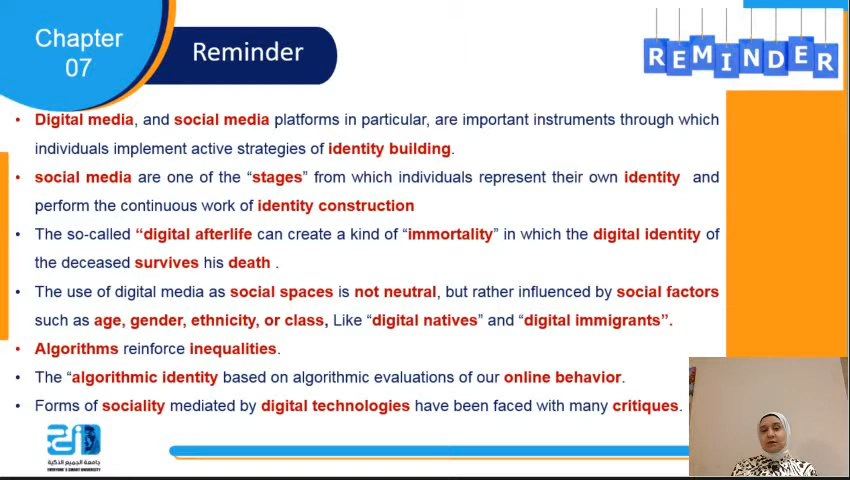 Chapter
07
Reminder
REMINDER
• Digital media, and social media platforms in particular, are important instruments through which
individuals implement active strategies of identity building.
• social media are one of the “stages” from which individuals represent their own identity and
perform the continuous work of identity construction
• The so-called “digital afterlife can create a kind of “immortality” in which the digital identity of
the deceased survives his death .
• The use of digital media as social spaces is not neutral, but rather influenced by social factors
such as age, gender, ethnicity, or class, Like “digital natives” and “digital immigrants”.
• Algorithms reinforce inequalities.
• The “algorithmic identity based on algorithmic evaluations of our online behavior.
• Forms of sociality mediated by digital technologies have been faced with many critiques.
جامعة الجميع الذكية
EVERYONE'S SMART UNIVERSITY